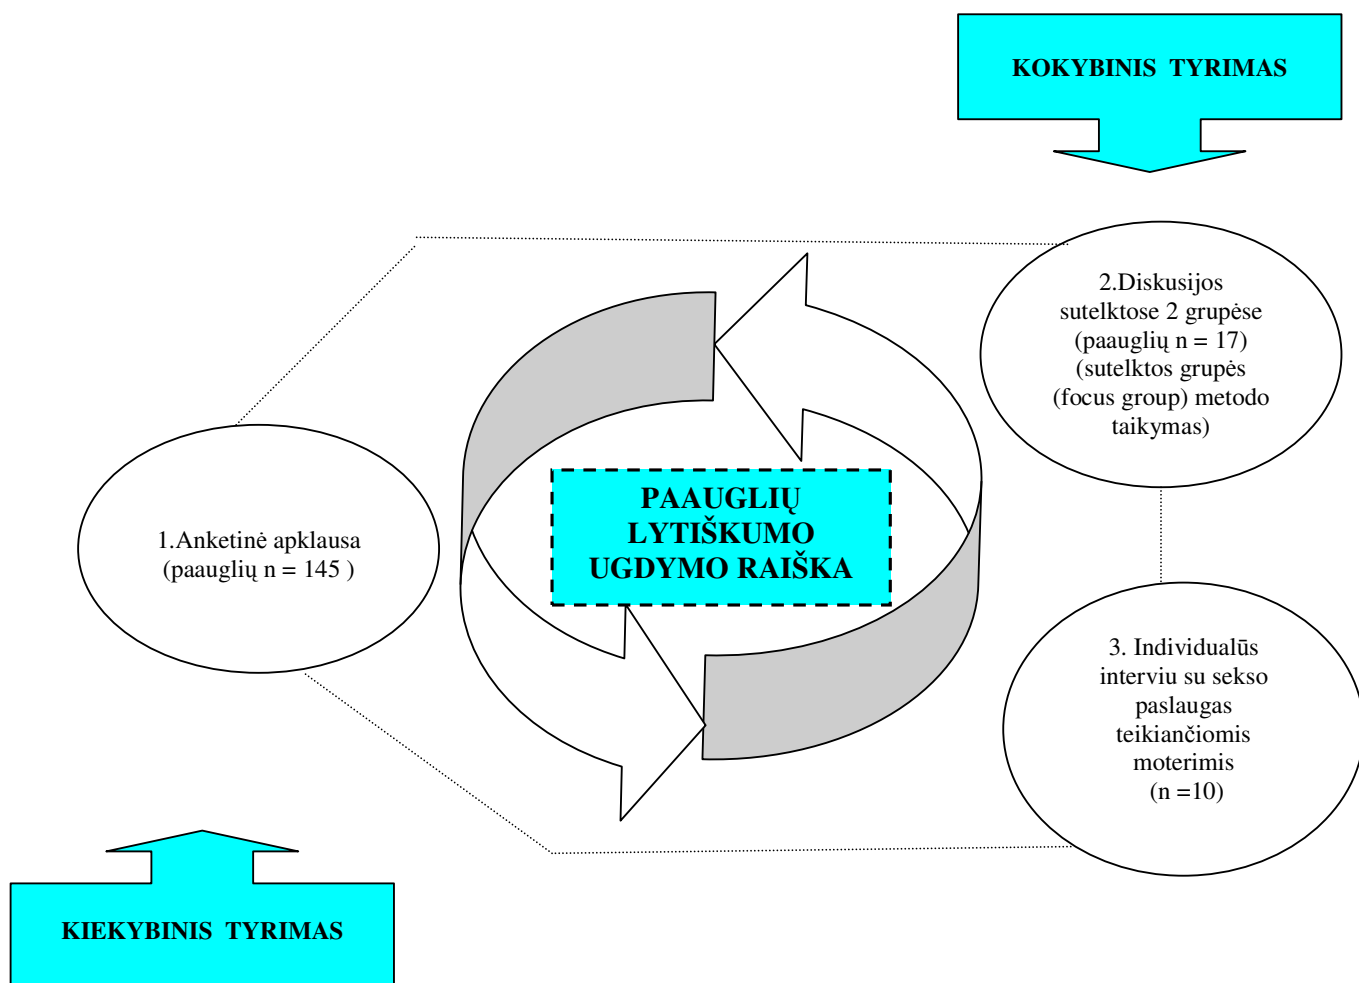 KOKYBINIS TYRIMAS
2.Diskusijos
sutelktose 2 grupėse
(paauglių n = 17)
(sutelktos grupės
(focus group) metodo
taikymas)
PAAUGLIŲ
LYTIŠKUMO
UGDYMO RAIŠKA
1.Anketinė apklausa
(paauglių n = 145 )
3. Individualūs
interviu su sekso
paslaugas
teikiančiomis
moterimis
(n =10)
KIEKYBINIS TYRIMAS